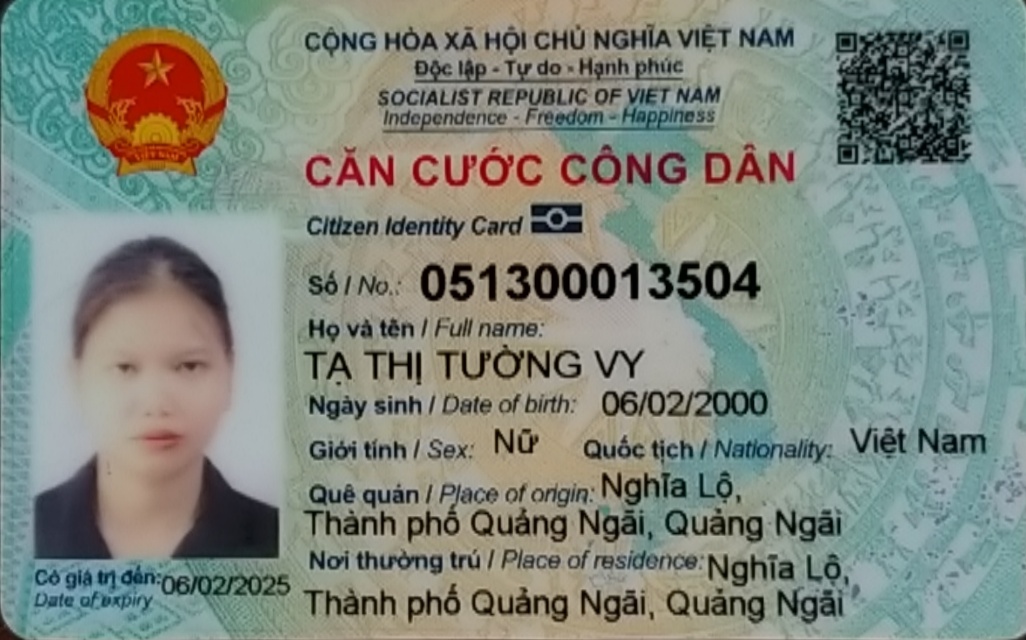 CỘNG HÒA XÃ HỘI CHỦ NGHĨA VIỆT NAM
Độc lập - Tự do - Hạnh phúc
SOCIALIST REPUBLIC OF VIET NAM
Independence - Freedom - Happiness
CĂN CƯỚC CÔNG DÂN
Citizen Identity Card
Số / No.: 051300013504
Họ và tên / Full name:
TẠ THỊ TƯỜNG VY
Ngày sinh / Date of birth: 06/02/2000
Giới tính / Sex: Nữ Quốc tịch / Nationality: Việt Nam
Quê quán / Place of origin: Nghĩa Lộ,
Thành phố Quảng Ngãi, Quảng Ngãi
Nơi thường trú / Place of residence: Nghĩa Lộ,
Thành phố Quảng Ngãi, Quảng Ngãi
Có giá trị đến: 06/02/2025
Date of expiry
VIỆT NAM